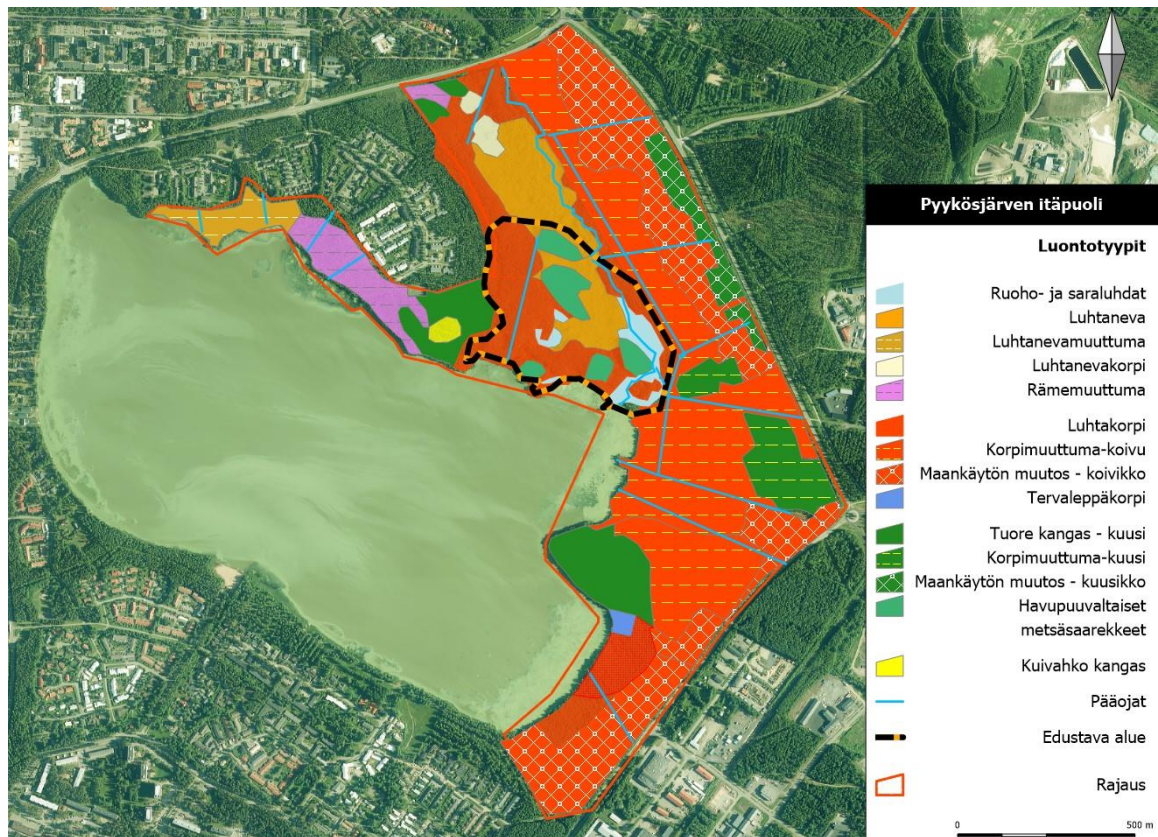 Pyykösjärven itäpuoli
Luontotyypit
Ruoho- ja saraluhdat
Luhtaneva
Luhtanevamuuttuma
Luhtanevakorpi
Rämemuuttuma
Luhtakorpi
Korpimuuttuma-koivu
Maankäytön muutos - koivikko
Tervaleppäkorpi
Tuore kangas - kuusi
Korpimuuttuma-kuusi
Maankäytön muutos - kuusikko
Havupuuvaltaiset
metsäsaarekkeet
Kuivahko kangas
Pääojat
Edustava alue
Rajaus
0 500 m